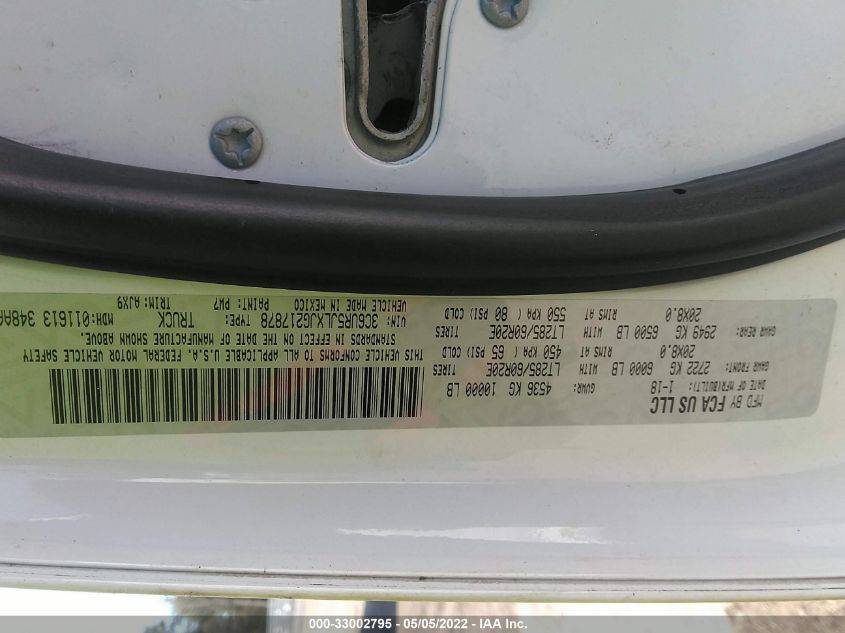 MFD BY FCA US LLC
DATE OF MFR(BUILT): 1-18
GVWR: 4536 KG 10000 LB
GAWR FRONT: 2722 KG 6000 LB WITH LT285/60R20E TIRES
20X8.0 RIMS AT 450 KPA ( 65 PSI) COLD
GAWR REAR: 2949 KG 6500 LB WITH LT285/60R20E TIRES
20X8.0 RIMS AT 550 KPA ( 80 PSI) COLD
THIS VEHICLE CONFORMS TO ALL APPLICABLE U.S.A. FEDERAL MOTOR VEHICLE SAFETY
STANDARDS IN EFFECT ON THE DATE OF MANUFACTURE SHOWN ABOVE.
VIN: 3C6UR5JLXJG217878 TYPE: TRUCK MDH:011613 348AA
VEHICLE MADE IN MEXICO PAINT: PW7 TRIM: AJX9
000-33002795 - 05/05/2022 - IAA Inc.